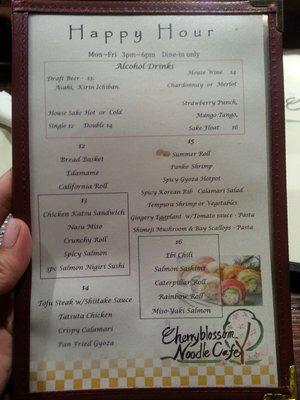 Happy Hour
Mon~Fri 3pm~6pm Dine-in only
Alcohol Drinks
Draft Beer - $3.
Asahi, Kirin Ichiban.
House Wine $4
Chardonnay or Merlot
House Sake Hot or Cold
Single $2 Double $4
Strawberry Punch,
Mango Tango,
Sake Float $6
$2
Bread Basket
Edamame
California Roll
$3
Chicken Katsu Sandwich
Nasu Miso
Crunchy Roll
Spicy Salmon
3pc Salmon Nigiri Sushi
$4
Tofu Steak w/Shiitake Sauce
Tatsuta Chicken
Crispy Calamari
Pan Fried Gyoza
$5
Summer Roll
Panko Shrimp
Spicy Gyoza Hotpot
Spicy Korean Rib Calamari Salad
Tempura Shrimp or Vegetables
Gingery Eggplant w/Tomato sauce - Pasta
Shimeji Mushroom & Bay Scallops - Pasta
$6
Ebi Chili
Salmon Sashimi
Caterpillar Roll
Rainbow Roll
Miso-Yaki Salmon
Cherryblossom
Noodle Cafe